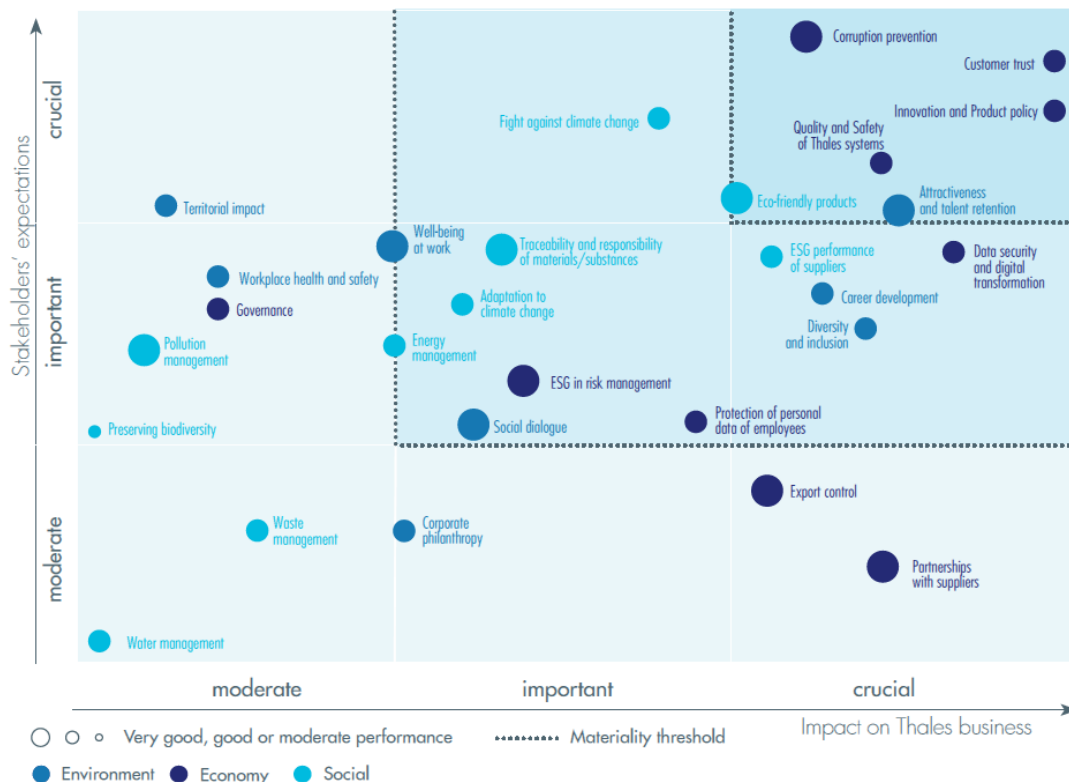 Stakeholders' expectations
crucial
important
moderate
Corruption prevention
Customer trust
Fight against climate change
Innovation and Product policy
Quality and Safety
of Thales systems
Territorial impact
Eco-friendly products
Attractiveness
and talent retention
Well-being
at work
Traceability and responsibility
of materials/substances
ESG performance
of suppliers
Data security
and digital
transformation
Workplace health and safety
Governance
Adaptation to
climate change
Career development
Pollution
management
Energy
management
Diversity
and inclusion
ESG in risk management
Preserving biodiversity
Social dialogue
Protection of personal
data of employees
Export control
Waste
management
Corporate
philanthropy
Partnerships
with suppliers
Water management
moderate
important
crucial
Impact on Thales business
Very good, good or moderate performance
Materiality threshold
Environment
Economy
Social